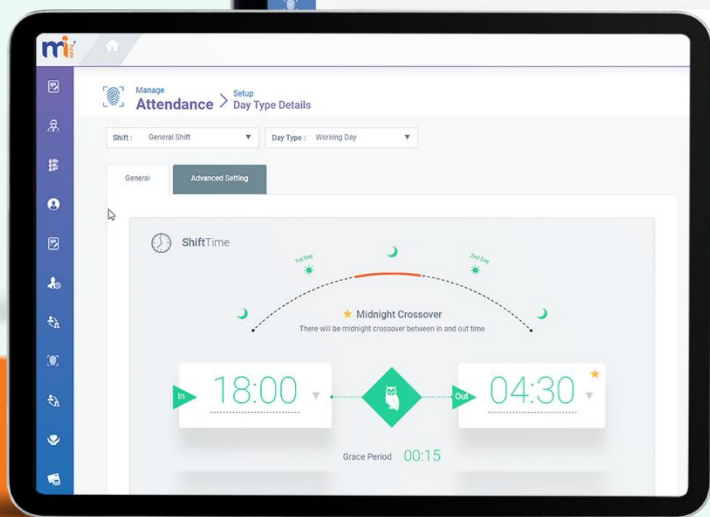 mi
Manage
Attendance > Setup
Day Type Details
Shift : General Shift
Day Type : Working Day
General
Advanced Setting
ShiftTime
1st Day
2nd Day
Midnight Crossover
There will be midnight crossover between in and out time
In
18:00
Out
04:30
Grace Period 00:15